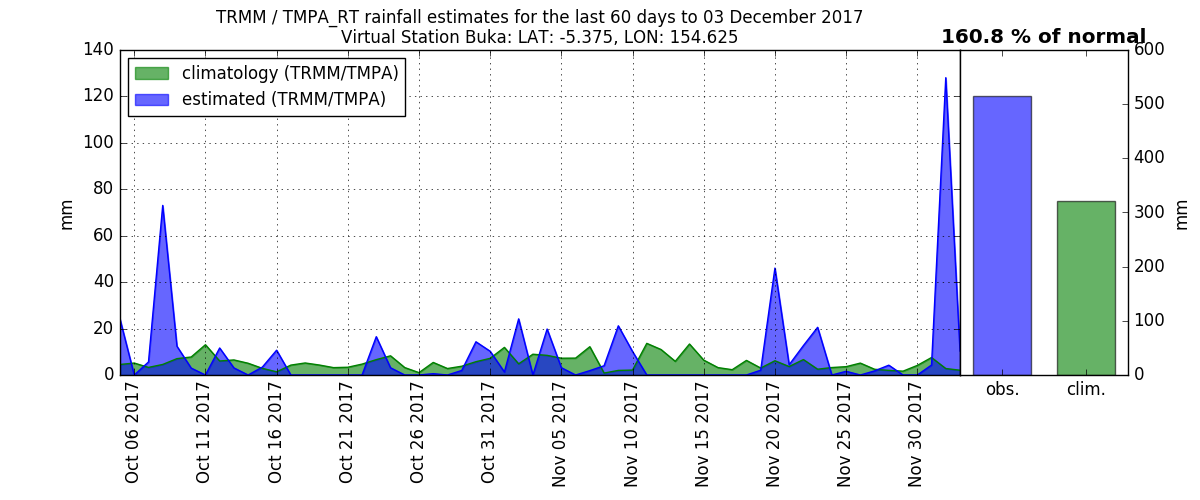 TRMM / TMPA_RT rainfall estimates for the last 60 days to 03 December 2017
Virtual Station Buka: LAT: -5.375, LON: 154.625
160.8 % of normal
climatology (TRMM/TMPA)
estimated (TRMM/TMPA)
mm
140
120
100
80
60
40
20
0
Oct 06 2017
Oct 11 2017
Oct 16 2017
Oct 21 2017
Oct 26 2017
Oct 31 2017
Nov 05 2017
Nov 10 2017
Nov 15 2017
Nov 20 2017
Nov 25 2017
Nov 30 2017
obs.
clim.
600
500
400
300
200
100
0
mm